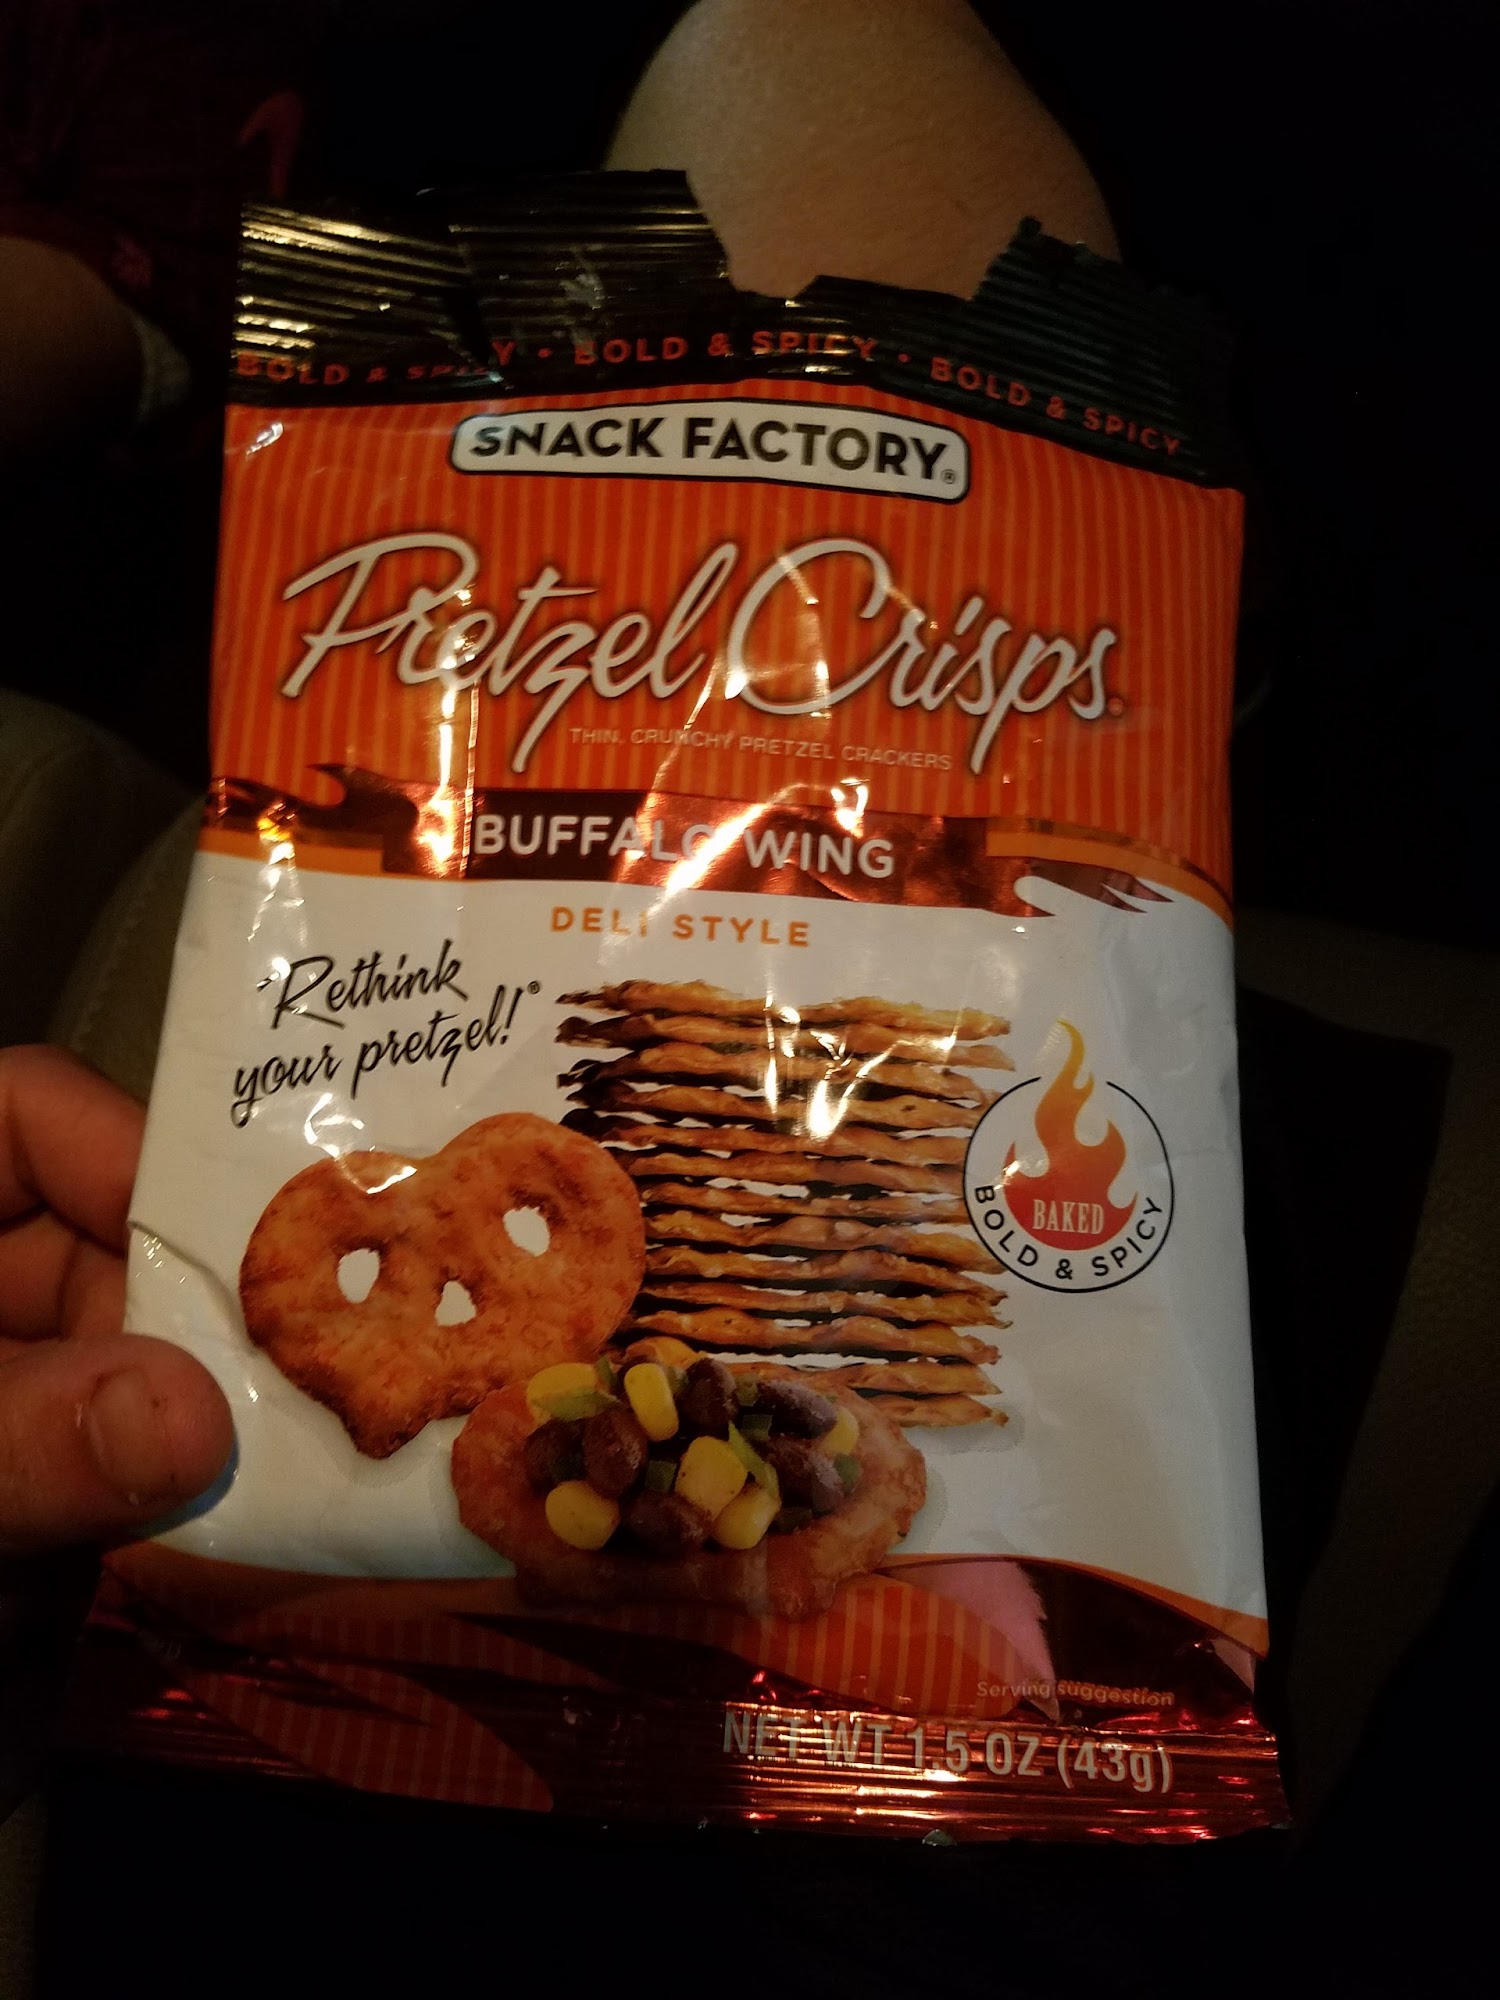 BOLD & SPICY • BOLD & SPICY • BOLD & SPICY
SNACK FACTORY®
Pretzel Crisps®
THIN, CRUNCHY PRETZEL CRACKERS
BUFFALO WING
DELI STYLE
"Rethink
your pretzel!"®
BAKED
BOLD & SPICY
Serving suggestion
NET WT 1.5 OZ (43g)